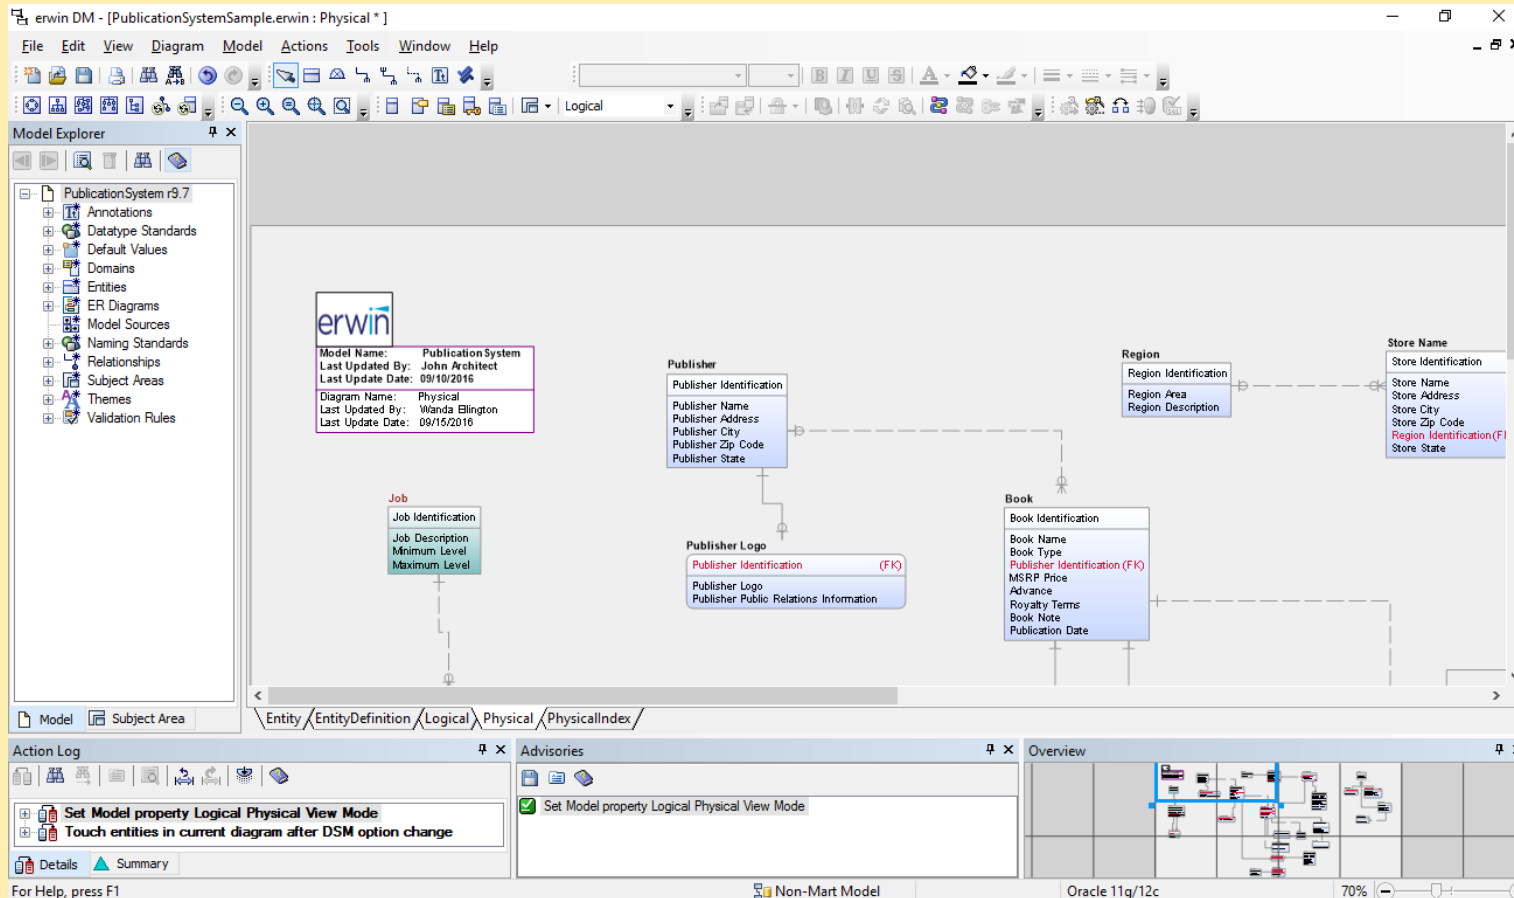 erwin DM - [PublicationSystemSample.erwin : Physical * ]
File Edit View Diagram Model Actions Tools Window Help
Logical
Model Explorer
PublicationSystem r9.7
Annotations
Datatype Standards
Default Values
Domains
Entities
ER Diagrams
Model Sources
Naming Standards
Relationships
Subject Areas
Themes
Validation Rules
Model Subject Area
erwin
Model Name: PublicationSystem
Last Updated By: John Architect
Last Update Date: 09/10/2016
Diagram Name: Physical
Last Updated By: Wanda Ellington
Last Update Date: 09/15/2016
Job
Job Identification
Job Description
Minimum Level
Maximum Level
Publisher
Publisher Identification
Publisher Name
Publisher Address
Publisher City
Publisher Zip Code
Publisher State
Publisher Logo
Publisher Identification (FK)
Publisher Logo
Publisher Public Relations Information
Book
Book Identification
Book Name
Book Type
Publisher Identification (FK)
MSRP Price
Advance
Royalty Terms
Book Note
Publication Date
Region
Region Identification
Region Area
Region Description
Store Name
Store Identification
Store Name
Store Address
Store City
Store Zip Code
Region Identification (F
Store State
Entity EntityDefinition Logical Physical PhysicalIndex
Action Log
Set Model property Logical Physical View Mode
Touch entities in current diagram after DSM option change
Details Summary
Advisories
Set Model property Logical Physical View Mode
Overview
For Help, press F1
Non-Mart Model
Oracle 11g/12c
70%